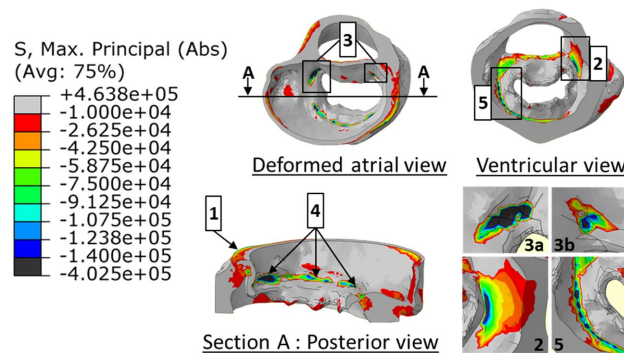 S, Max. Principal (Abs)
(Avg: 75%)
+4.638e+05
-1.000e+04
-2.625e+04
-4.250e+04
-5.875e+04
-7.500e+04
-9.125e+04
-1.075e+05
-1.238e+05
-1.400e+05
-4.025e+05
3
A
A
Deformed atrial view
2
5
Ventricular view
1
4
Section A : Posterior view
3a
3b
2
5